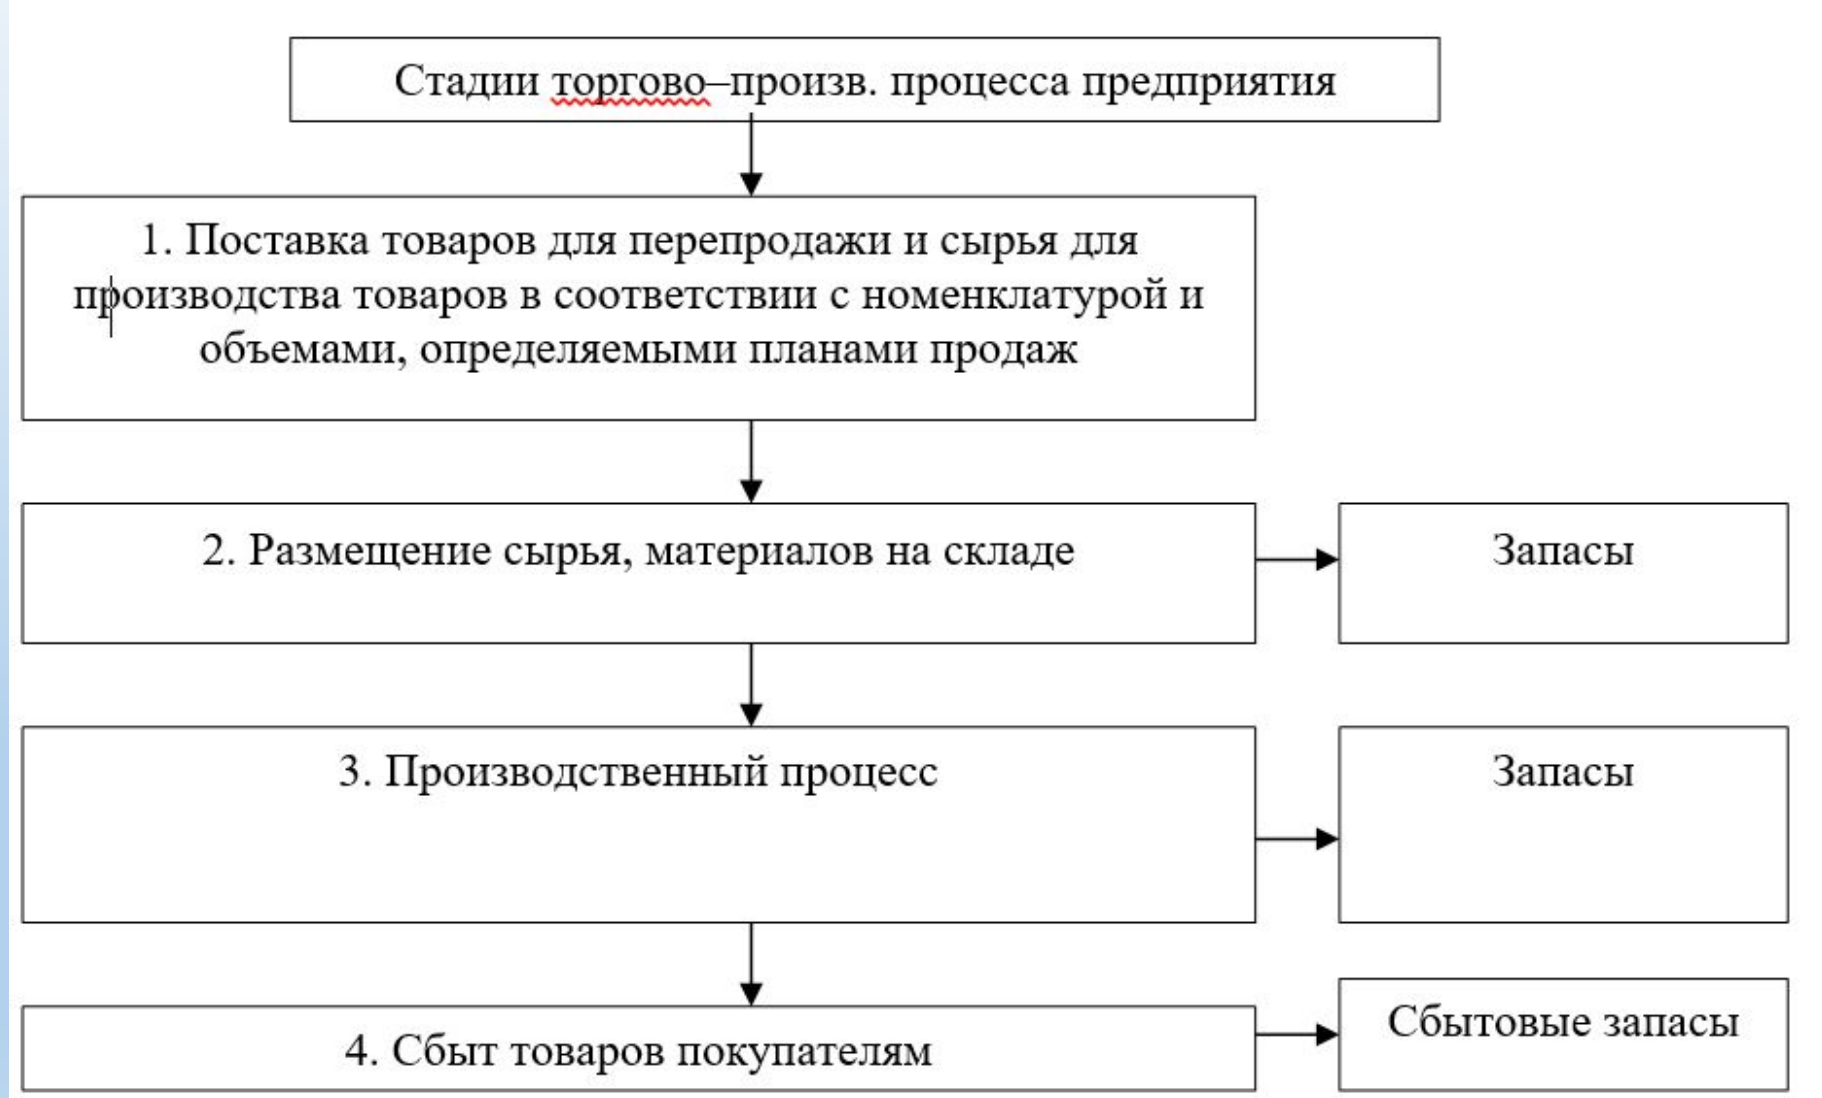 Стадии торгово–произв. процесса предприятия
1. Поставка товаров для перепродажи и сырья для
производства товаров в соответствии с номенклатурой и
объемами, определяемыми планами продаж
2. Размещение сырья, материалов на складе
Запасы
3. Производственный процесс
Запасы
4. Сбыт товаров покупателям
Сбытовые запасы